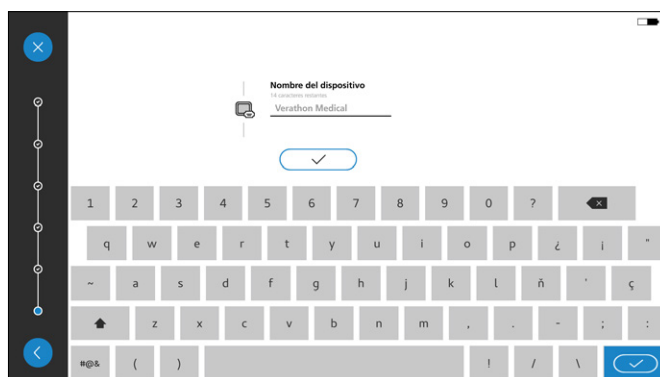 Nombre del dispositivo
14 caracteres restantes
Verathon Medical
1 2 3 4 5 6 7 8 9 0 ?
q w e r t y u i o p ¿ ¡ "
~ a s d f g h j k l ñ ' ç
z x c v b n m , . - ; :
#@& ( ) ! / \